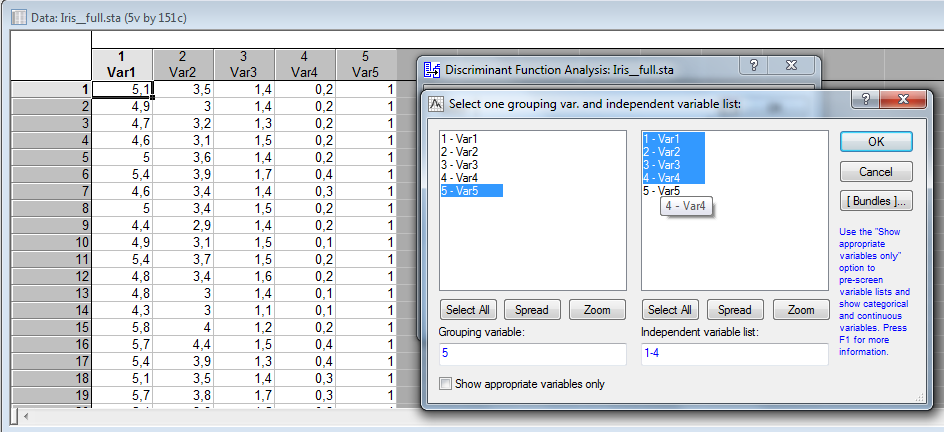 Data: Iris__full.sta (5v by 151c)
1 2 3 4 5
Var1 Var2 Var3 Var4 Var5
1 5,1 3,5 1,4 0,2 1
2 4,9 3 1,4 0,2 1
3 4,7 3,2 1,3 0,2 1
4 4,6 3,1 1,5 0,2 1
5 5 3,6 1,4 0,2 1
6 5,4 3,9 1,7 0,4 1
7 4,6 3,4 1,4 0,3 1
8 5 3,4 1,5 0,2 1
9 4,4 2,9 1,4 0,2 1
10 4,9 3,1 1,5 0,1 1
11 5,4 3,7 1,5 0,2 1
12 4,8 3,4 1,6 0,2 1
13 4,8 3 1,4 0,1 1
14 4,3 3 1,1 0,1 1
15 5,8 4 1,2 0,2 1
16 5,7 4,4 1,5 0,4 1
17 5,4 3,9 1,3 0,4 1
18 5,1 3,5 1,4 0,3 1
19 5,7 3,8 1,7 0,3 1
Discriminant Function Analysis: Iris__full.sta
Select one grouping var. and independent variable list:
1 - Var1
2 - Var2
3 - Var3
4 - Var4
5 - Var5
Select All Spread Zoom
Grouping variable:
5
Show appropriate variables only
1 - Var1
2 - Var2
3 - Var3
4 - Var4
5 - Var5
4 - Var4
Select All Spread Zoom
Independent variable list:
1-4
OK
Cancel
[ Bundles ]...
Use the "Show
appropriate
variables only"
option to
pre-screen
variable lists and
show categorical
and continuous
variables. Press
F1 for more
information.